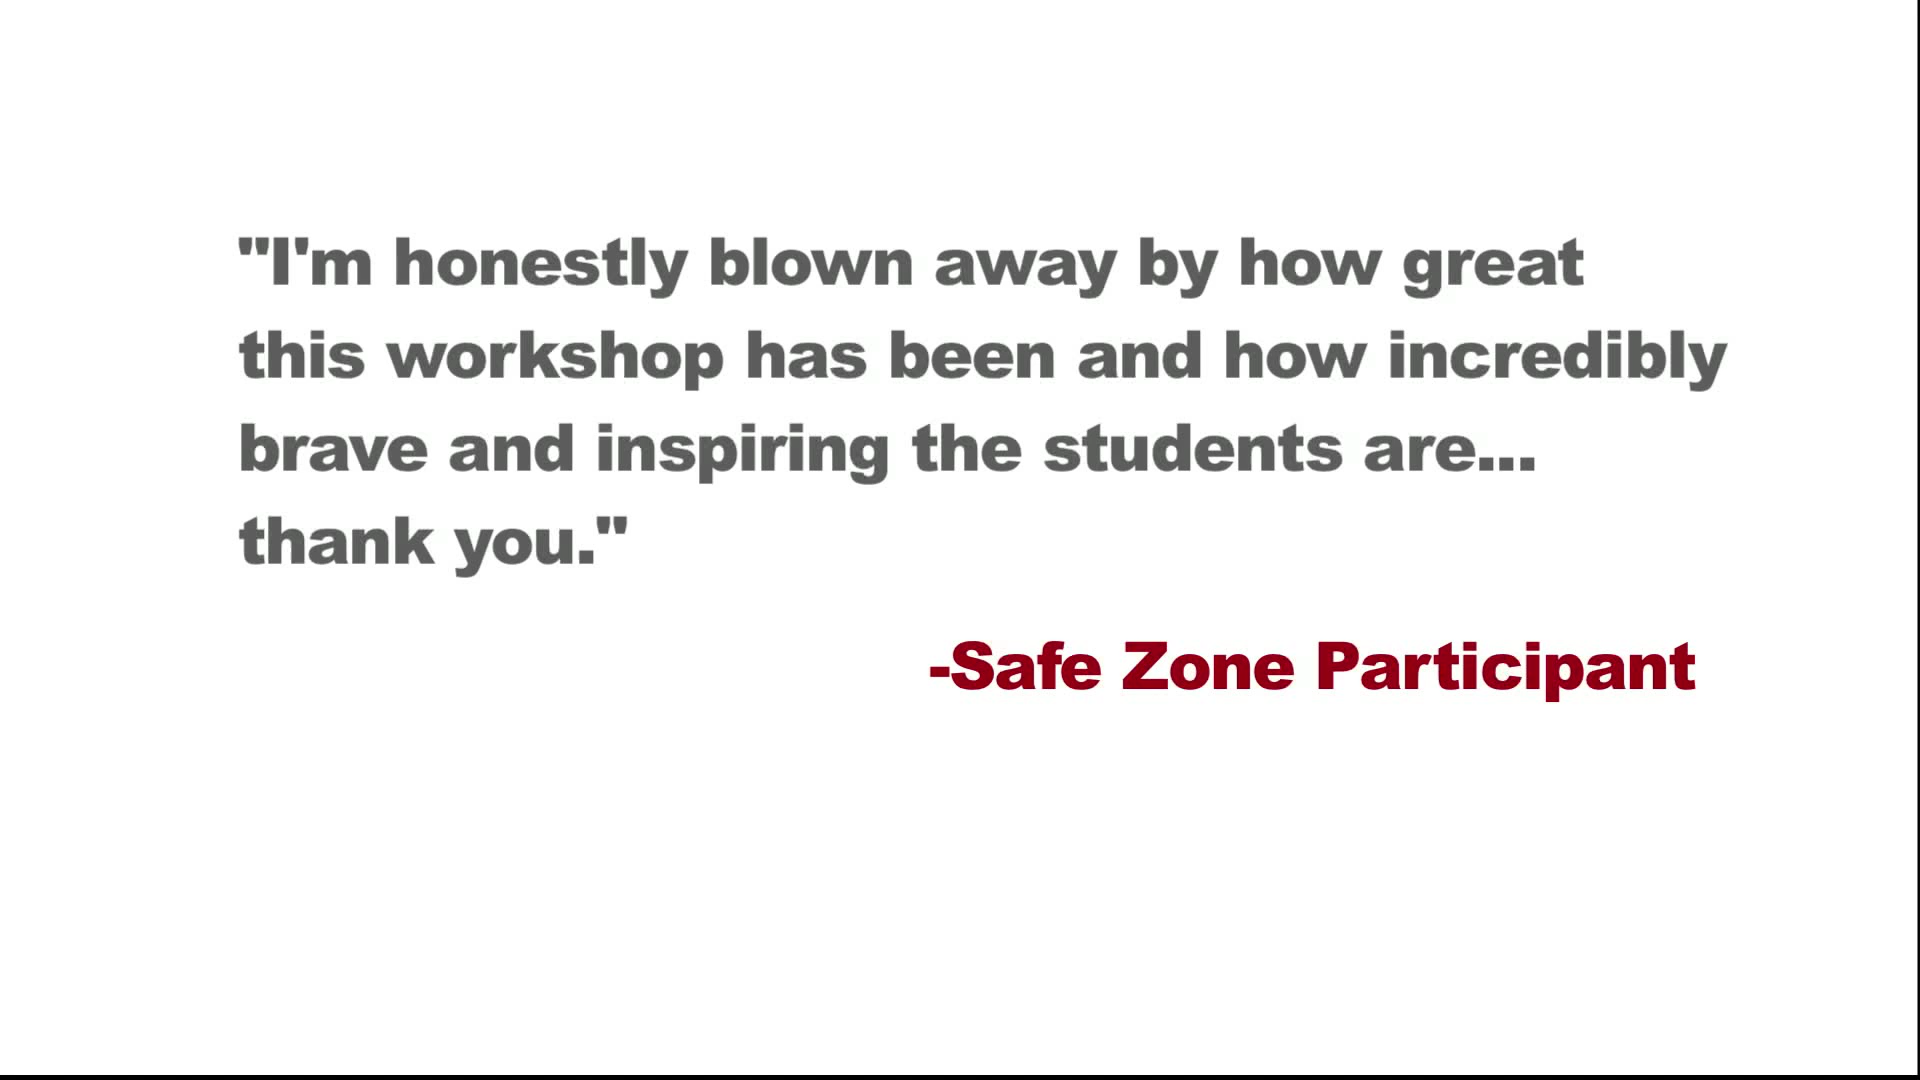 "I'm honestly blown away by how great
this workshop has been and how incredibly
brave and inspiring the students are...
thank you."
-Safe Zone Participant